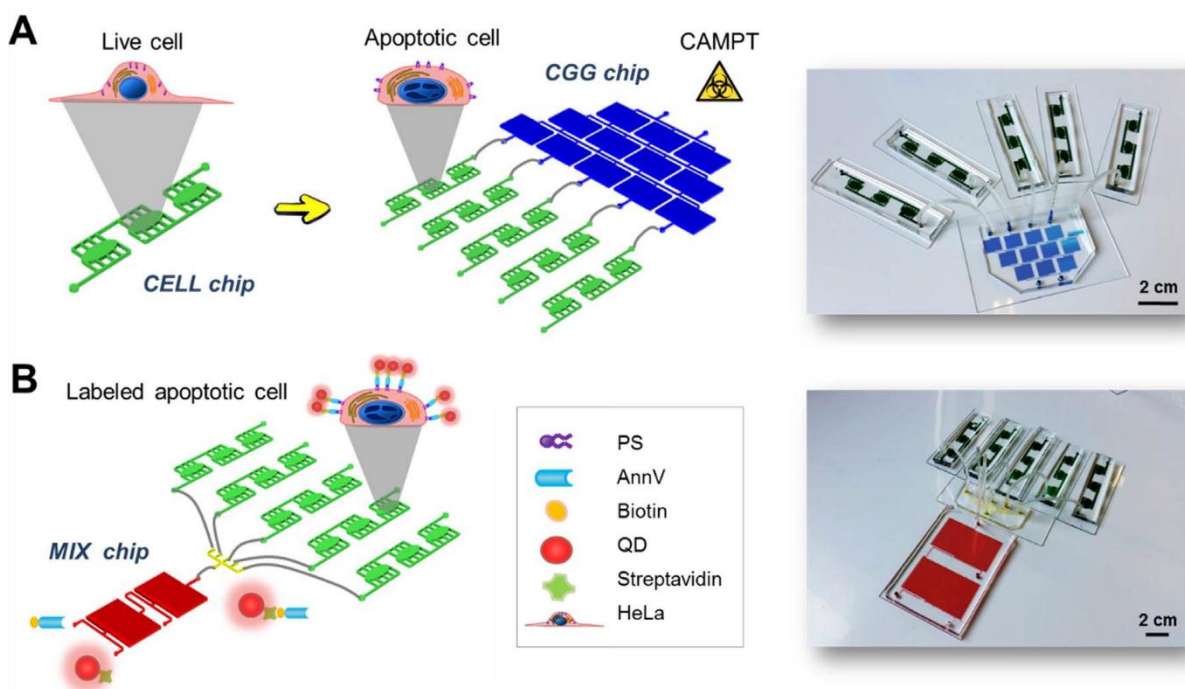 A
Live cell
Apoptotic cell
CAMPT
CGG chip
CELL chip
2 cm
B
Labeled apoptotic cell
MIX chip
PS
AnnV
Biotin
QD
Streptavidin
HeLa
2 cm